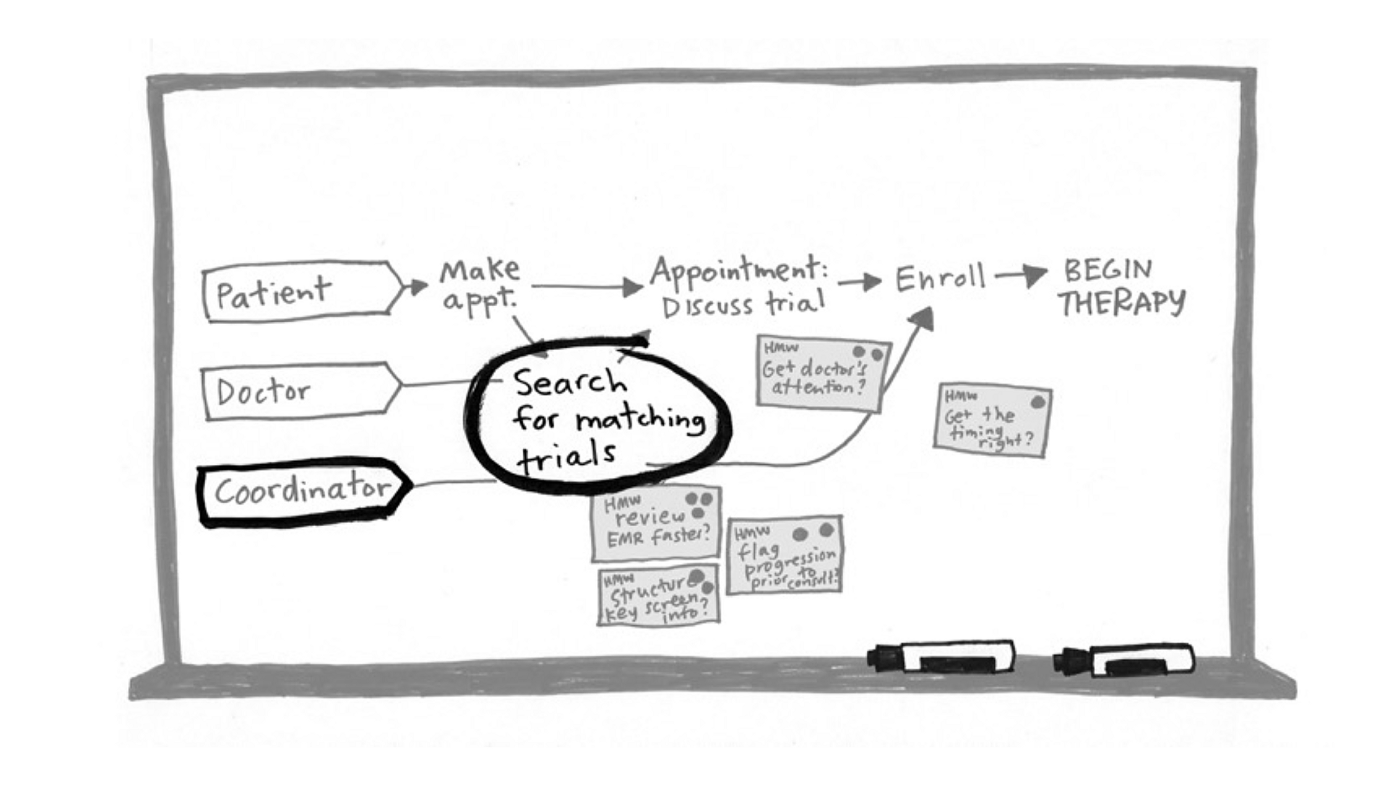 Patient
Make
appt.
Appointment:
Discuss trial
Enroll
BEGIN
THERAPY
Doctor
Search
for matching
trials
Coordinator
HMW
Get doctor's
attention?
HMW
Get the
timing
right?
HMW
review
EMR faster?
HMW
flag
progression
prior to
consult?
HMW
Structure
key screen
info?